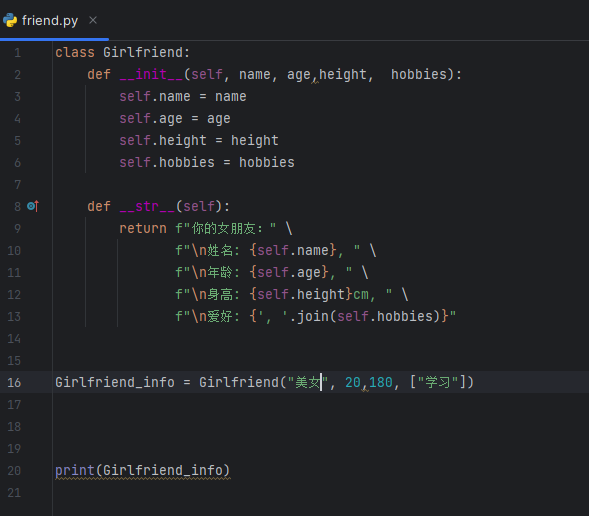 friend.py
1 class Girlfriend:
2     def __init__(self, name, age,height,  hobbies):
3         self.name = name
4         self.age = age
5         self.height = height
6         self.hobbies = hobbies
7
8     def __str__(self):
9         return f"你的女朋友：" \
10                f"\n姓名: {self.name}, " \
11                f"\n年龄: {self.age}, " \
12                f"\n身高: {self.height}cm, " \
13                f"\n爱好: {', '.join(self.hobbies)}"
14
15
16 Girlfriend_info = Girlfriend("美女", 20,180, ["学习"])
17
18
19
20 print(Girlfriend_info)
21